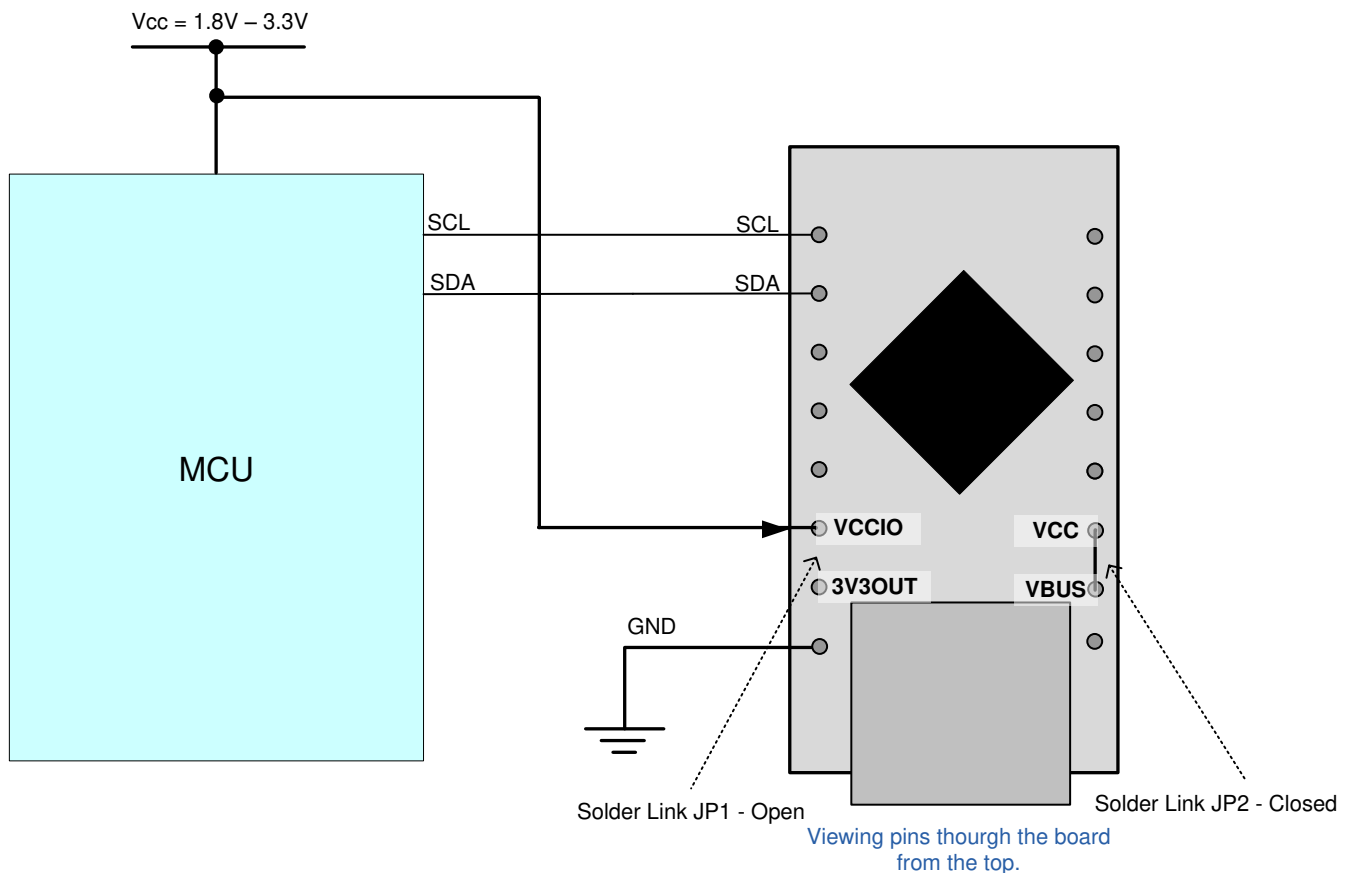 Vcc = 1.8V – 3.3V
SCL
SCL
SDA
SDA
MCU
VCCIO
VCC
3V3OUT
VBUS
GND
Solder Link JP1 - Open
Solder Link JP2 - Closed
Viewing pins thourgh the board
from the top.